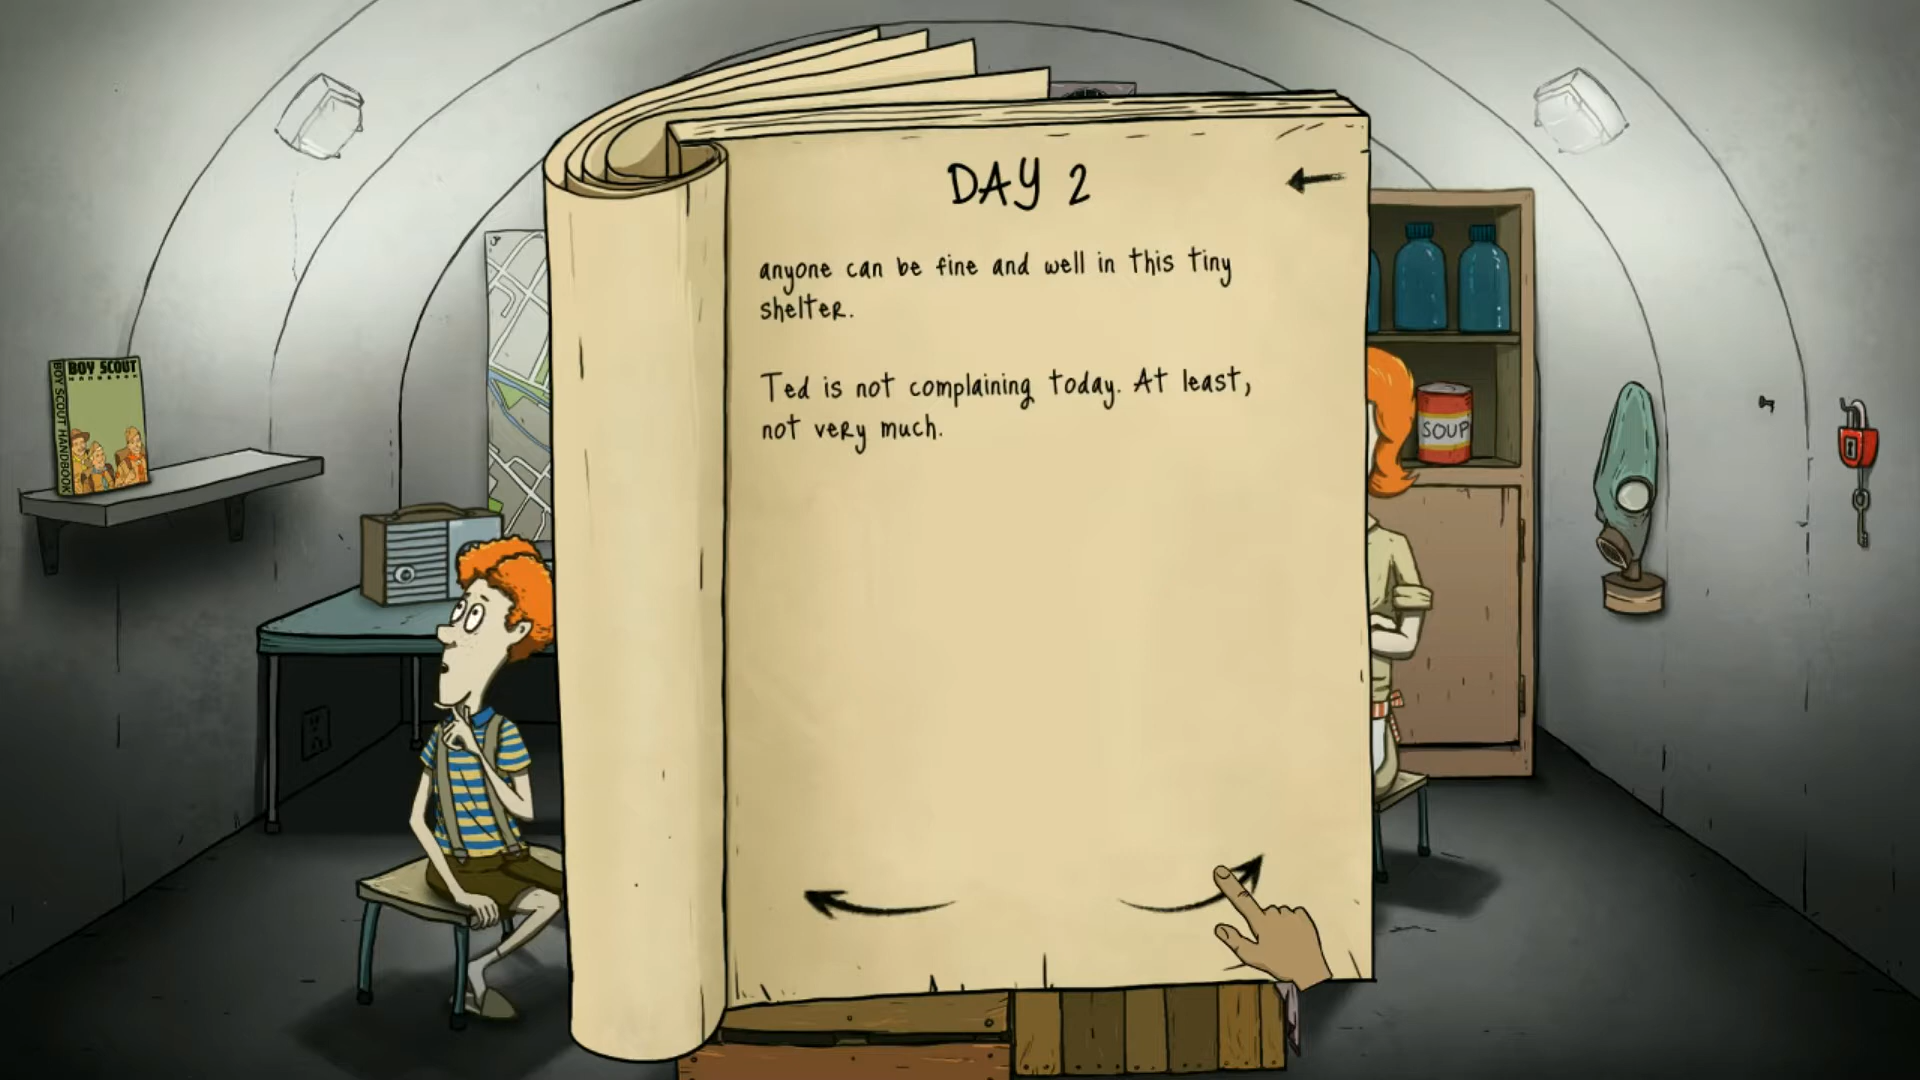 DAY 2
anyone can be fine and well in this tiny
shelter.
Ted is not complaining today. At least,
not very much.
BOY SCOUT
HANDBOOK
BOY SCOUT HANDBOOK
SOUP